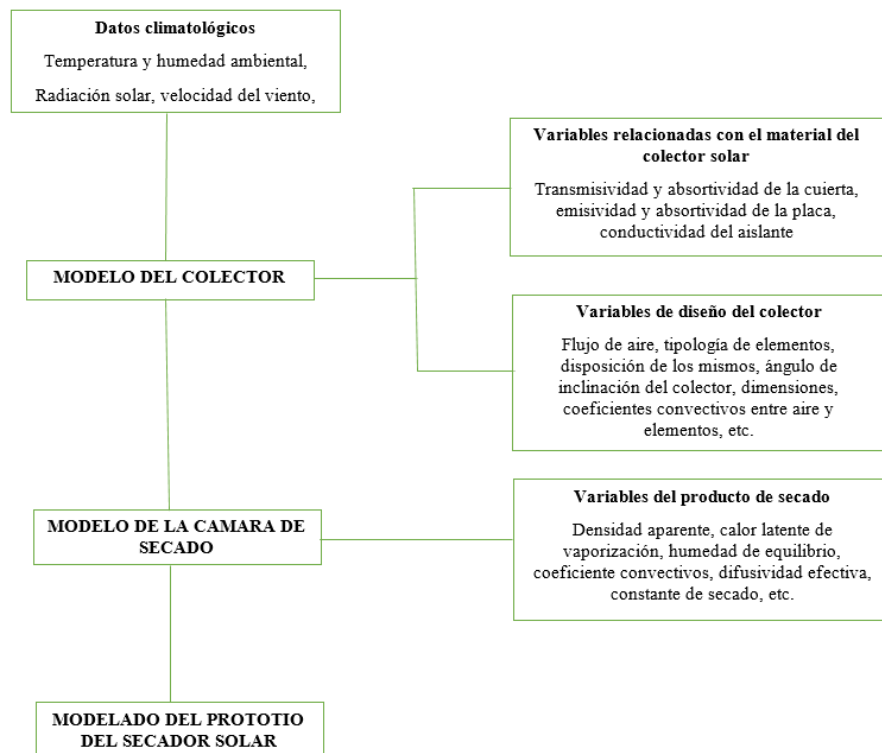 Datos climatológicos
Temperatura y humedad ambiental,
Radiación solar, velocidad del viento,
Variables relacionadas con el material del
colector solar
Transmisividad y absortividad de la cuierta,
emisividad y absortividad de la placa,
conductividad del aislante
MODELO DEL COLECTOR
Variables de diseño del colector
Flujo de aire, tipología de elementos,
disposición de los mismos, ángulo de
inclinación del colector, dimensiones,
coeficientes convectivos entre aire y
elementos, etc.
MODELO DE LA CAMARA DE
SECADO
Variables del producto de secado
Densidad aparente, calor latente de
vaporización, humedad de equilibrio,
coeficiente convectivos, difusividad efectiva,
constante de secado, etc.
MODELADO DEL PROTOTIO
DEL SECADOR SOLAR